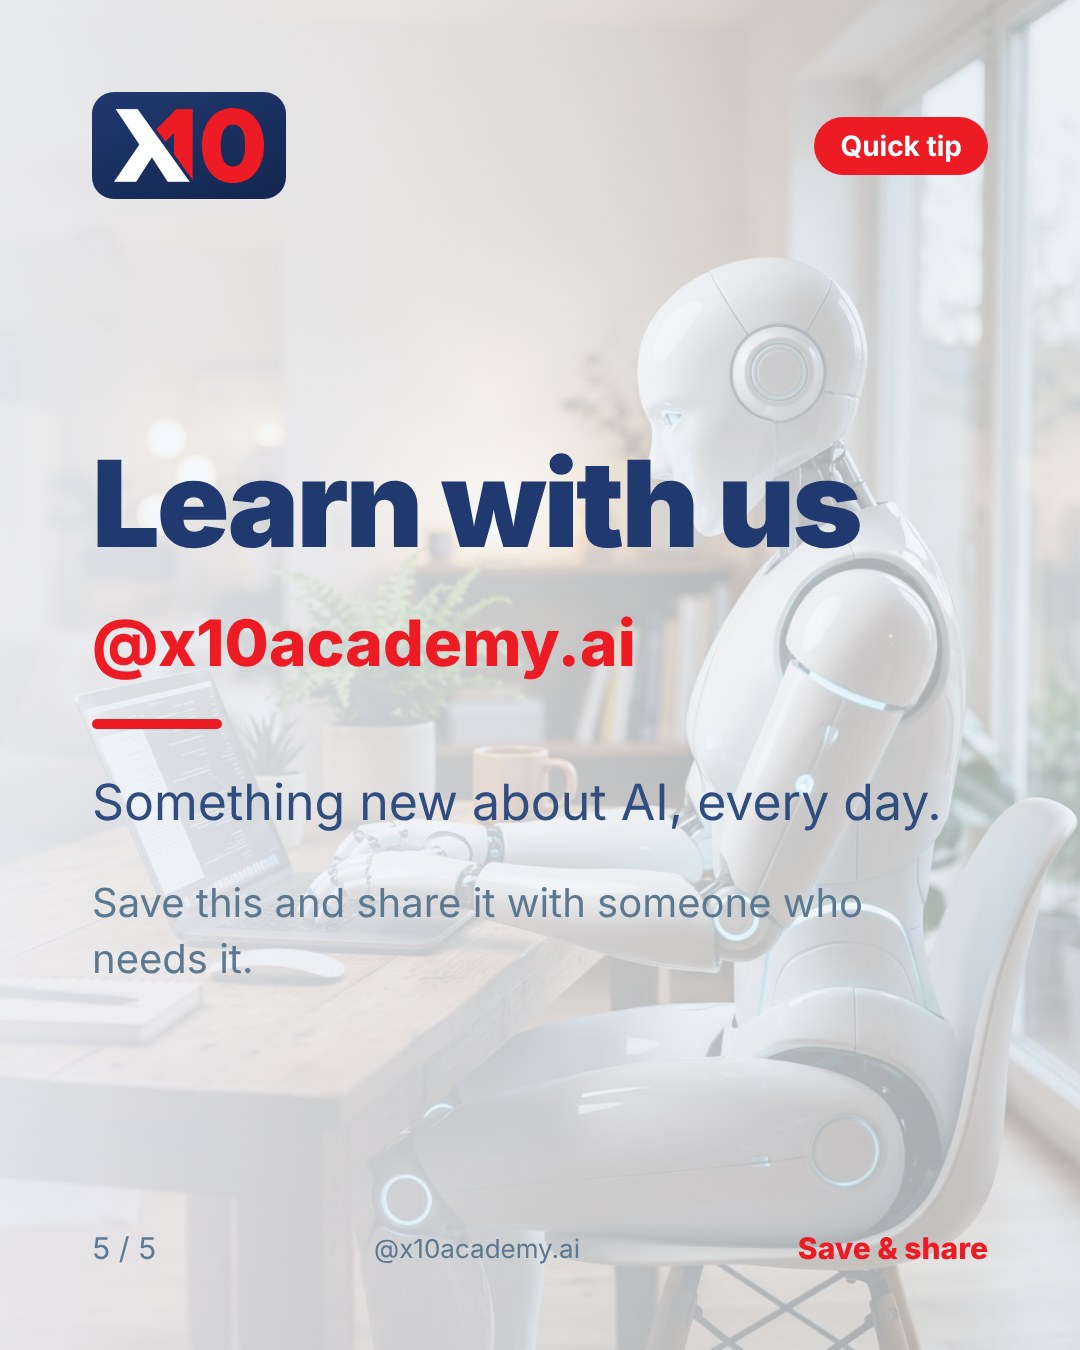 X10
Quick tip
Learn with us
@x10academy.ai
Something new about AI, every day.
Save this and share it with someone who
needs it.
5 / 5
@x10academy.ai
Save & share